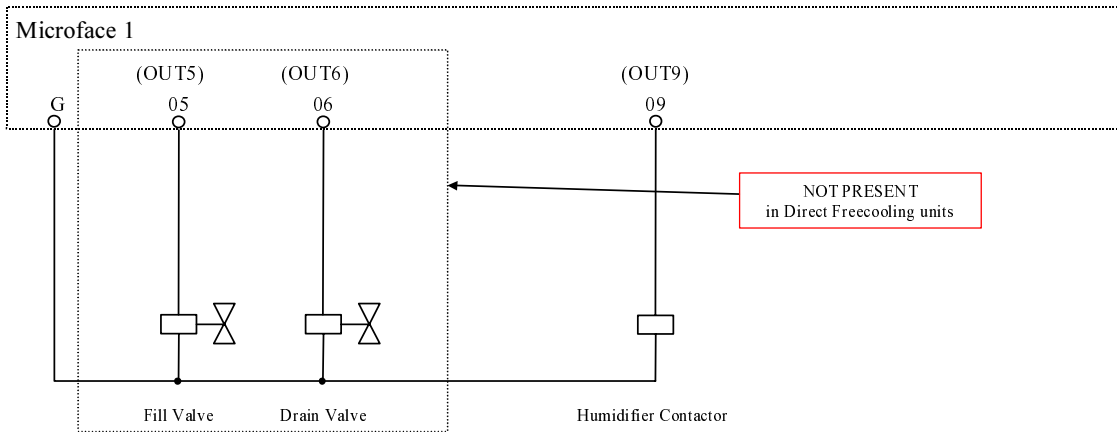 Microface 1
(OUT5) (OUT6) (OUT9)
G 05 06 09
NOT PRESENT
in Direct Freecooling units
Fill Valve Drain Valve Humidifier Contactor